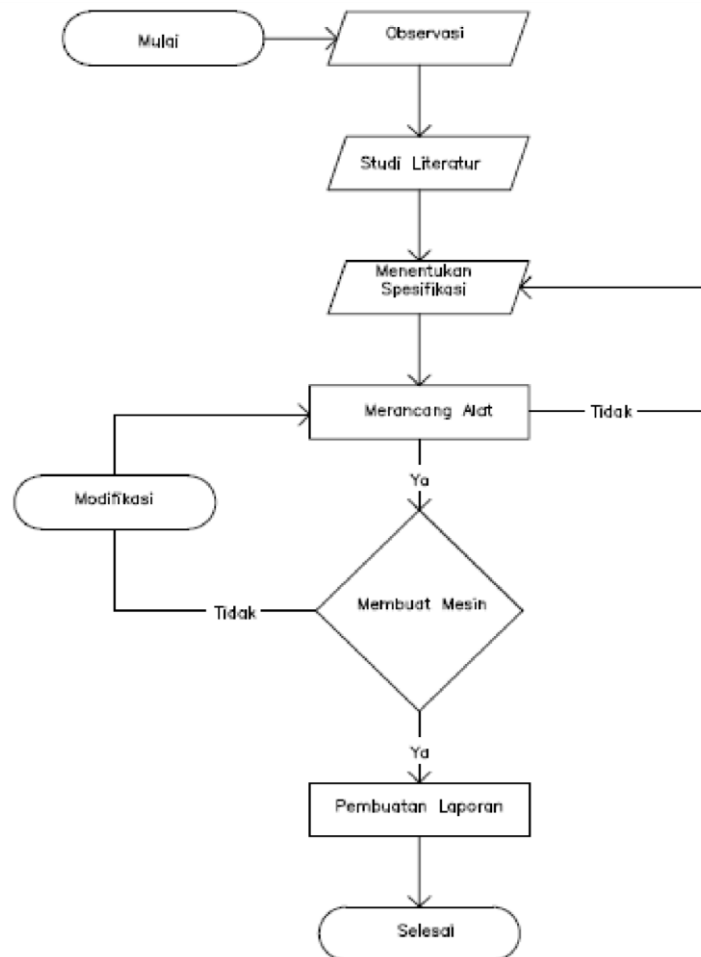 Mulai
Observasi
Studi Literatur
Menentukan
Spesifikasi
Merancang Alat
Tidak
Ya
Modifikasi
Membuat Mesin
Tidak
Ya
Pembuatan Laporan
Selesai